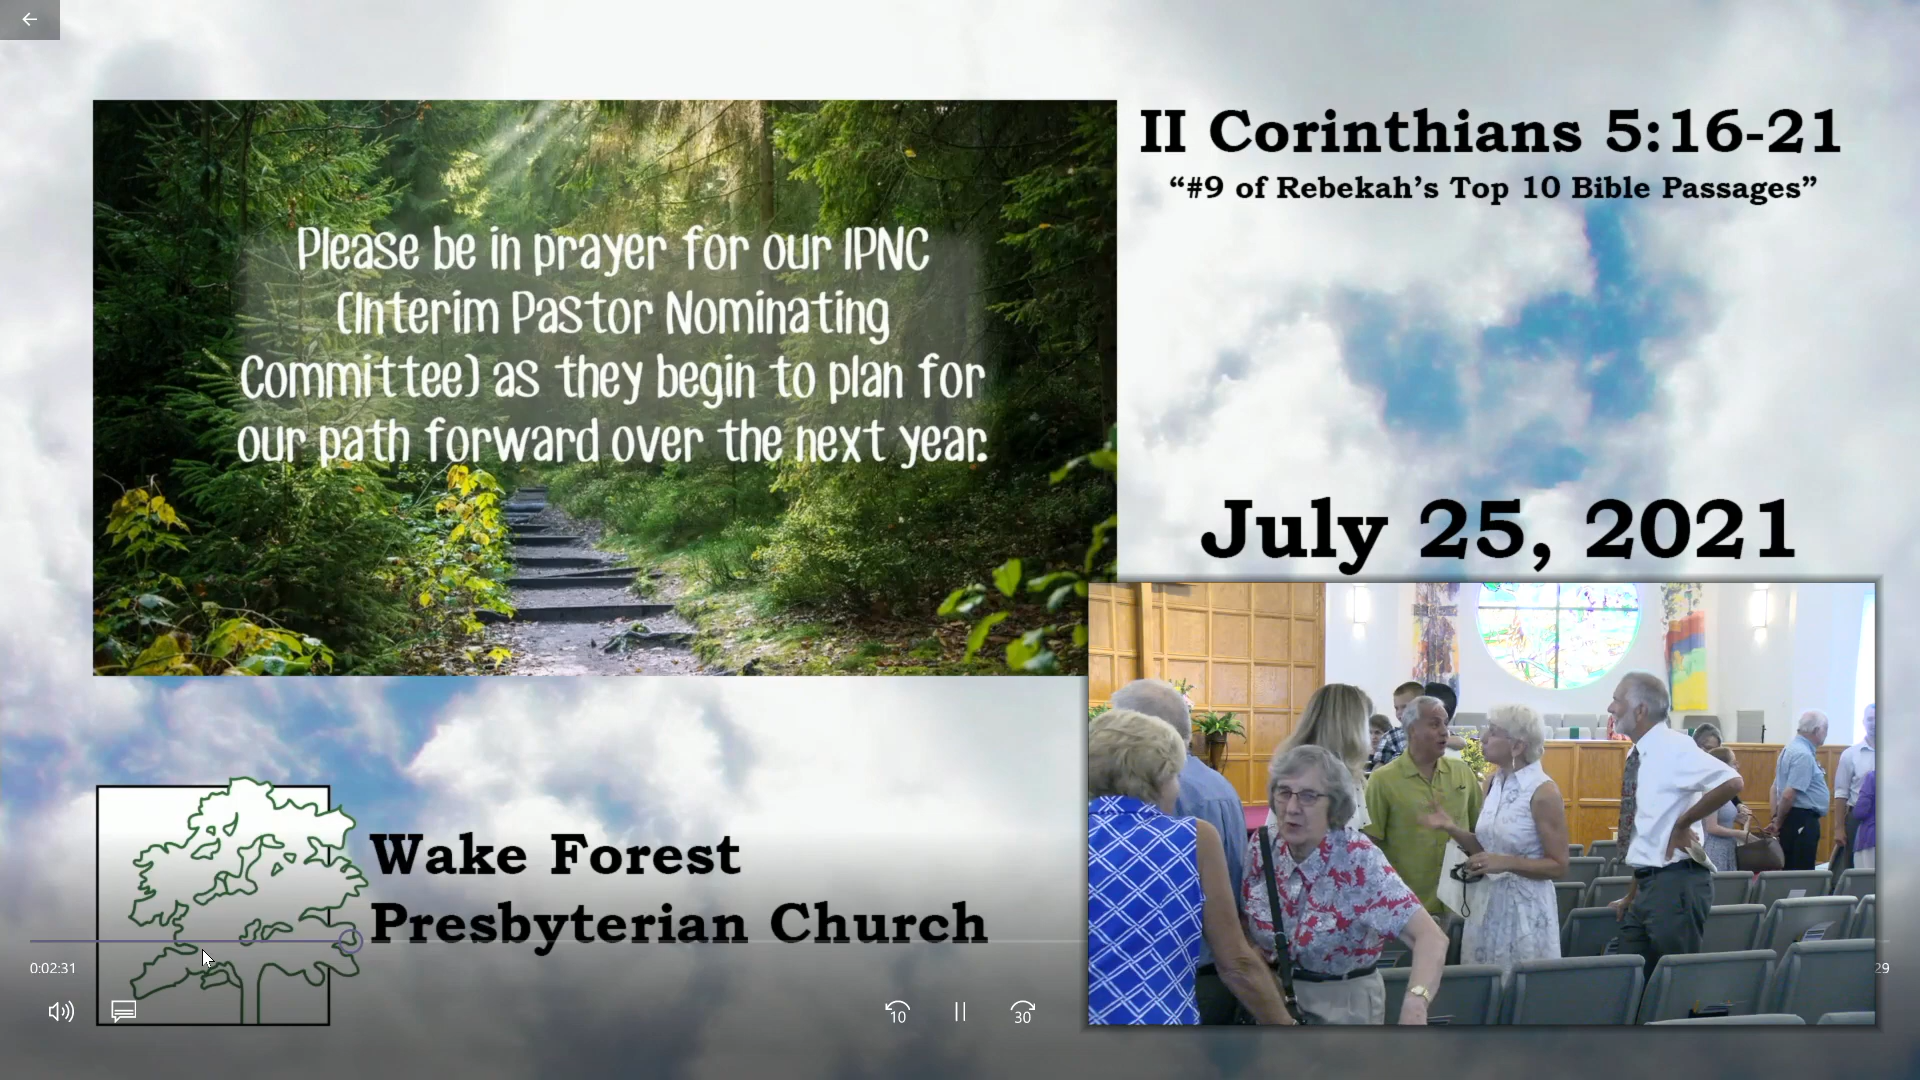 II Corinthians 5:16-21
“#9 of Rebekah’s Top 10 Bible Passages”
Please be in prayer for our IPNC
(Interim Pastor Nominating
Committee) as they begin to plan for
our path forward over the next year.
July 25, 2021
Wake Forest
Presbyterian Church
0:02:31
29
10
30